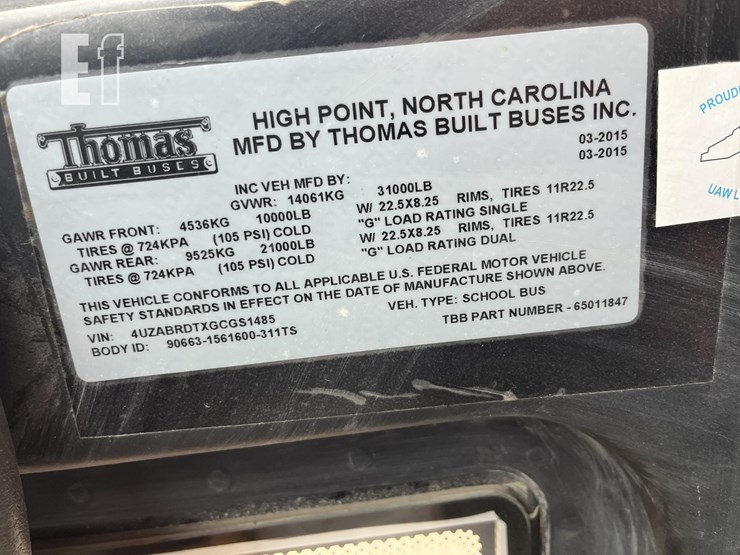 Ef
Thomas
BUILT BUSES
HIGH POINT, NORTH CAROLINA
MFD BY THOMAS BUILT BUSES INC.
03-2015
03-2015
INC VEH MFD BY:
GVWR: 14061KG 31000LB
GAWR FRONT: 4536KG 10000LB W/ 22.5X8.25 RIMS, TIRES 11R22.5
TIRES @ 724KPA (105 PSI) COLD "G" LOAD RATING SINGLE
GAWR REAR: 9525KG 21000LB W/ 22.5X8.25 RIMS, TIRES 11R22.5
TIRES @ 724KPA (105 PSI) COLD "G" LOAD RATING DUAL
THIS VEHICLE CONFORMS TO ALL APPLICABLE U.S. FEDERAL MOTOR VEHICLE
SAFETY STANDARDS IN EFFECT ON THE DATE OF MANUFACTURE SHOWN ABOVE.
VIN: 4UZABRDTXGCGS1485 VEH. TYPE: SCHOOL BUS
BODY ID: 90663-1561600-311TS TBB PART NUMBER - 65011847
PROUD
UAW L